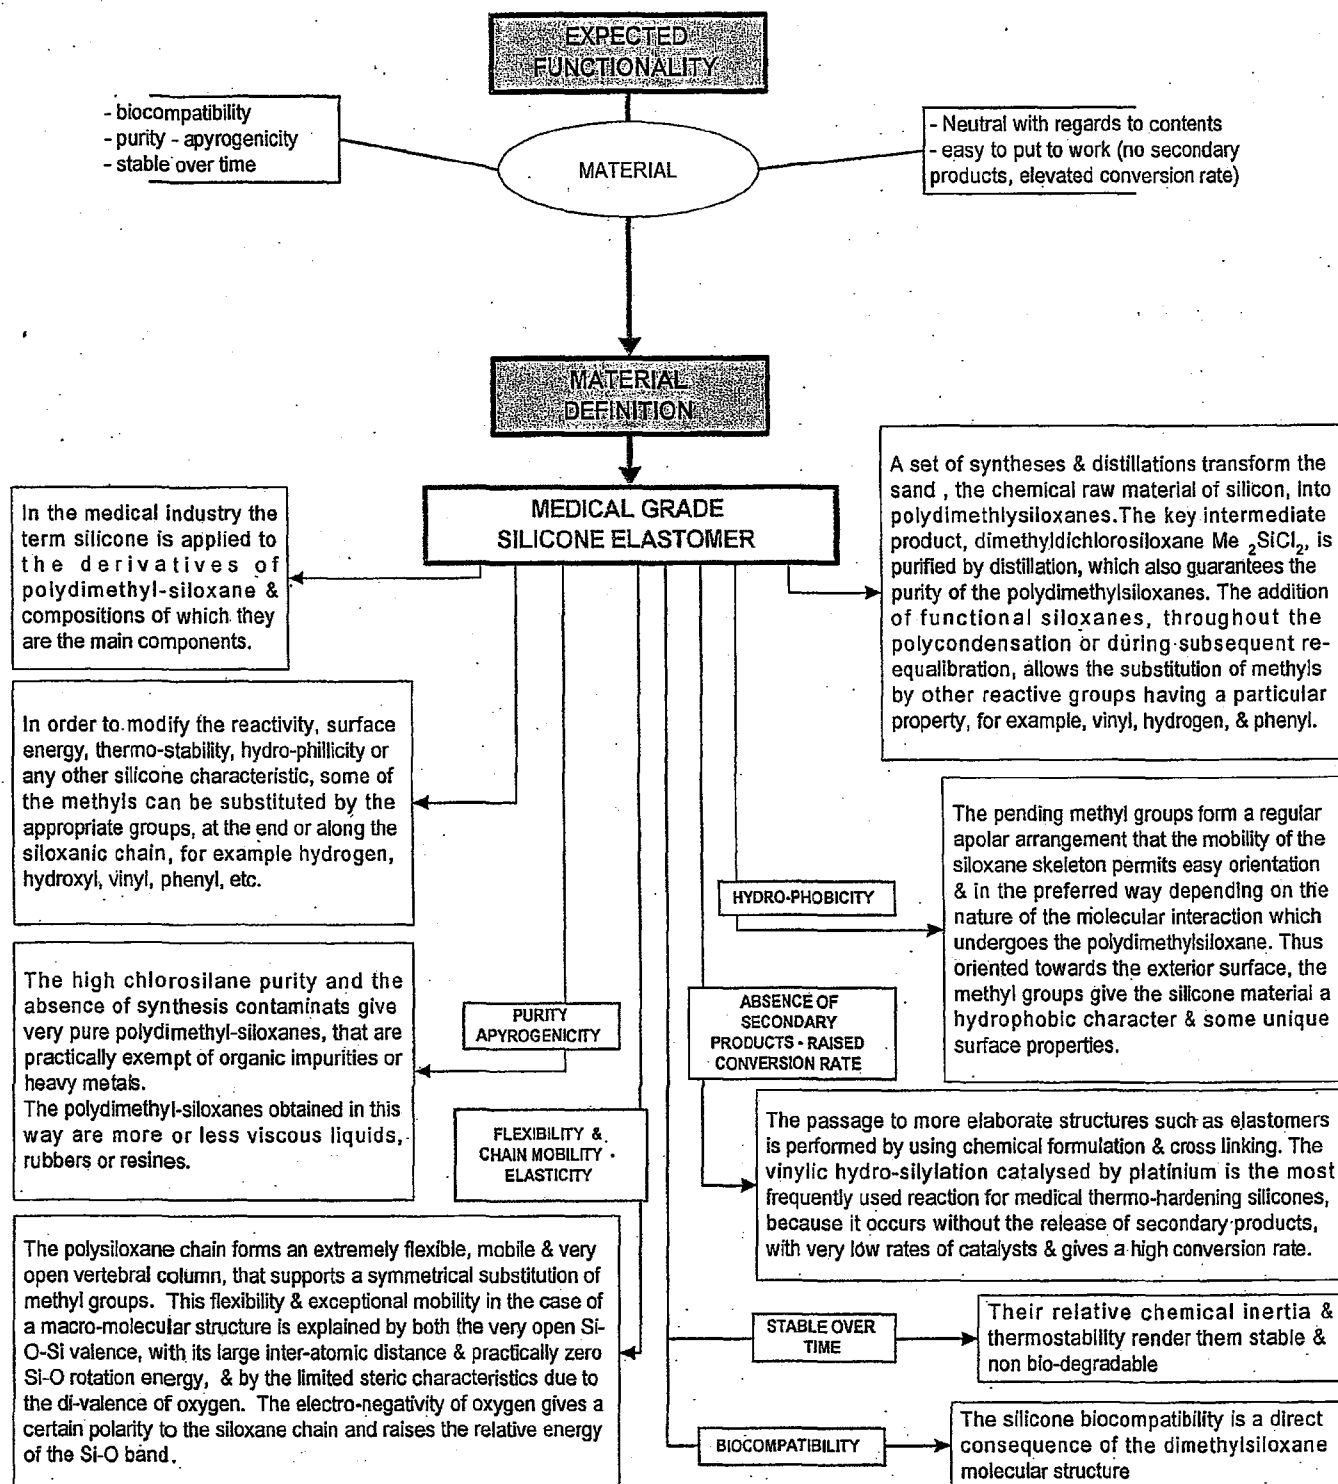 EXPECTED
FUNCTIONALITY
- biocompatibility
- purity - apyrogenicity
- stable over time
MATERIAL
- Neutral with regards to contents
- easy to put to work (no secondary
products, elevated conversion rate)
MATERIAL
DEFINITION
MEDICAL GRADE
SILICONE ELASTOMER
In the medical industry the
term silicone is applied to
the derivatives of
polydimethyl-siloxane &
compositions of which they
are the main components.
A set of syntheses & distillations transform the
sand , the chemical raw material of silicon, into
polydimethlysiloxanes.The key intermediate
product, dimethyldichlorosiloxane Me ₂SiCl₂, is
purified by distillation, which also guarantees the
purity of the polydimethylsiloxanes. The addition
of functional siloxanes, throughout the
polycondensation or during subsequent re-
equalibration, allows the substitution of methyls
by other reactive groups having a particular
property, for example, vinyl, hydrogen, & phenyl.
In order to modify the reactivity, surface
energy, thermo-stability, hydro-phillicity or
any other silicone characteristic, some of
the methyls can be substituted by the
appropriate groups, at the end or along the
siloxanic chain, for example hydrogen,
hydroxyl, vinyl, phenyl, etc.
HYDRO-PHOBICITY
The pending methyl groups form a regular
apolar arrangement that the mobility of the
siloxane skeleton permits easy orientation
& in the preferred way depending on the
nature of the molecular interaction which
undergoes the polydimethylsiloxane. Thus
oriented towards the exterior surface, the
methyl groups give the silicone material a
hydrophobic character & some unique
surface properties.
The high chlorosilane purity and the
absence of synthesis contaminats give
very pure polydimethyl-siloxanes, that are
practically exempt of organic impurities or
heavy metals.
The polydimethyl-siloxanes obtained in this
way are more or less viscous liquids,
rubbers or resines.
PURITY
APYROGENICITY
ABSENCE OF
SECONDARY
PRODUCTS - RAISED
CONVERSION RATE
FLEXIBILITY &
CHAIN MOBILITY -
ELASTICITY
The passage to more elaborate structures such as elastomers
is performed by using chemical formulation & cross linking. The
vinylic hydro-silylation catalysed by platinium is the most
frequently used reaction for medical thermo-hardening silicones,
because it occurs without the release of secondary products,
with very low rates of catalysts & gives a high conversion rate.
The polysiloxane chain forms an extremely flexible, mobile & very
open vertebral column, that supports a symmetrical substitution of
methyl groups. This flexibility & exceptional mobility in the case of
a macro-molecular structure is explained by both the very open Si-
O-Si valence, with its large inter-atomic distance & practically zero
Si-O rotation energy, & by the limited steric characteristics due to
the di-valence of oxygen. The electro-negativity of oxygen gives a
certain polarity to the siloxane chain and raises the relative energy
of the Si-O band.
STABLE OVER
TIME
Their relative chemical inertia &
thermostability render them stable &
non bio-degradable
BIOCOMPATIBILITY
The silicone biocompatibility is a direct
consequence of the dimethylsiloxane
molecular structure